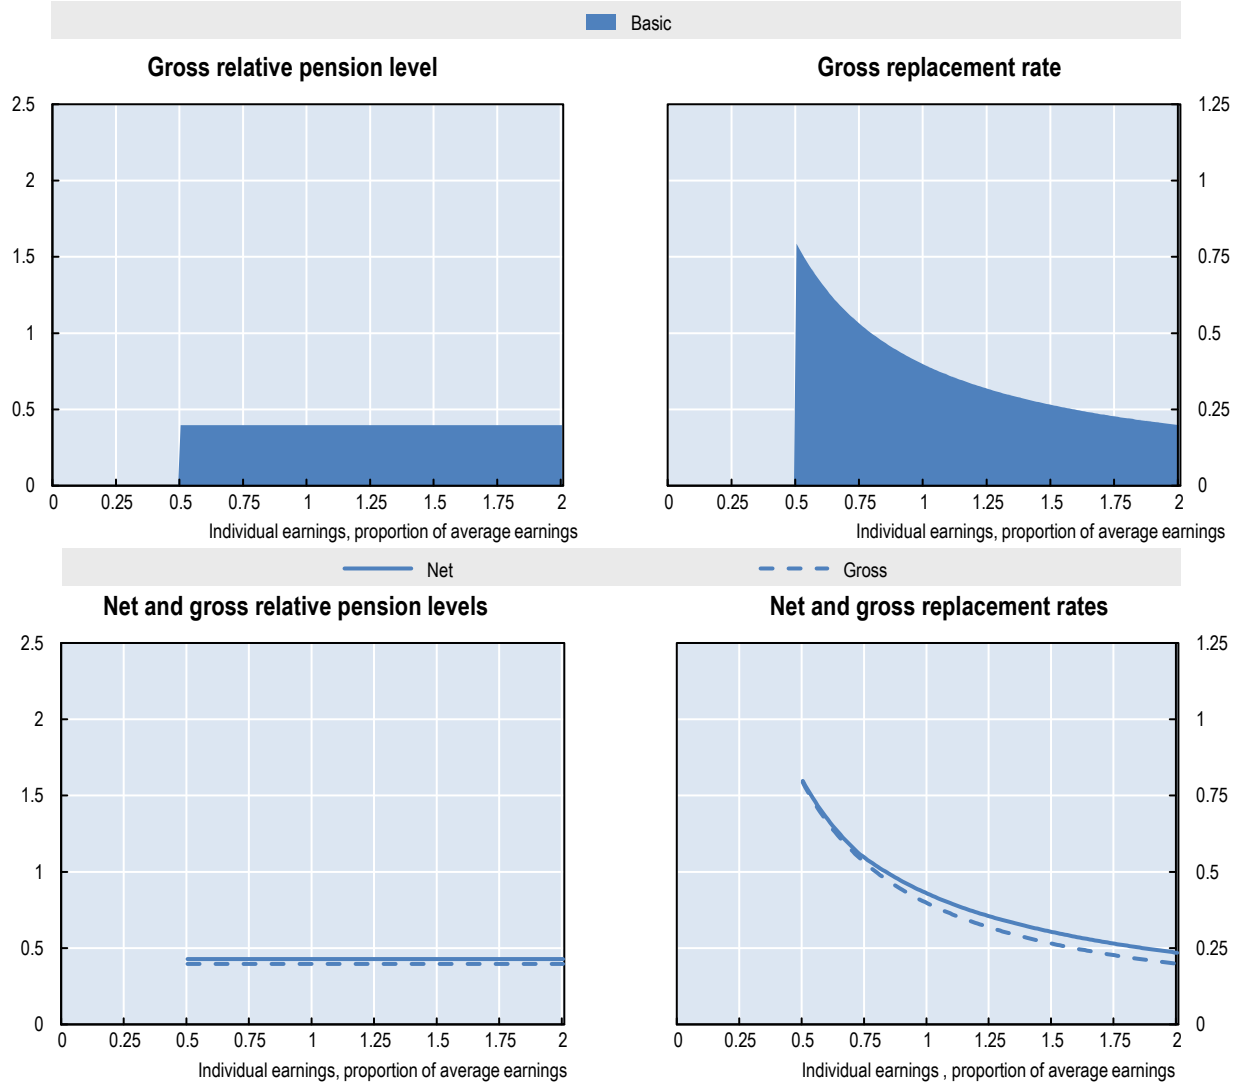 Basic
Gross relative pension level
Gross replacement rate
2.5
2
1.5
1
0.5
0
0 0.25 0.5 0.75 1 1.25 1.5 1.75 2
Individual earnings, proportion of average earnings
1.25
1
0.75
0.5
0.25
0
0 0.25 0.5 0.75 1 1.25 1.5 1.75 2
Individual earnings, proportion of average earnings
Net Gross
Net and gross relative pension levels
Net and gross replacement rates
2.5
2
1.5
1
0.5
0
0 0.25 0.5 0.75 1 1.25 1.5 1.75 2
Individual earnings, proportion of average earnings
1.25
1
0.75
0.5
0.25
0
0 0.25 0.5 0.75 1 1.25 1.5 1.75 2
Individual earnings , proportion of average earnings